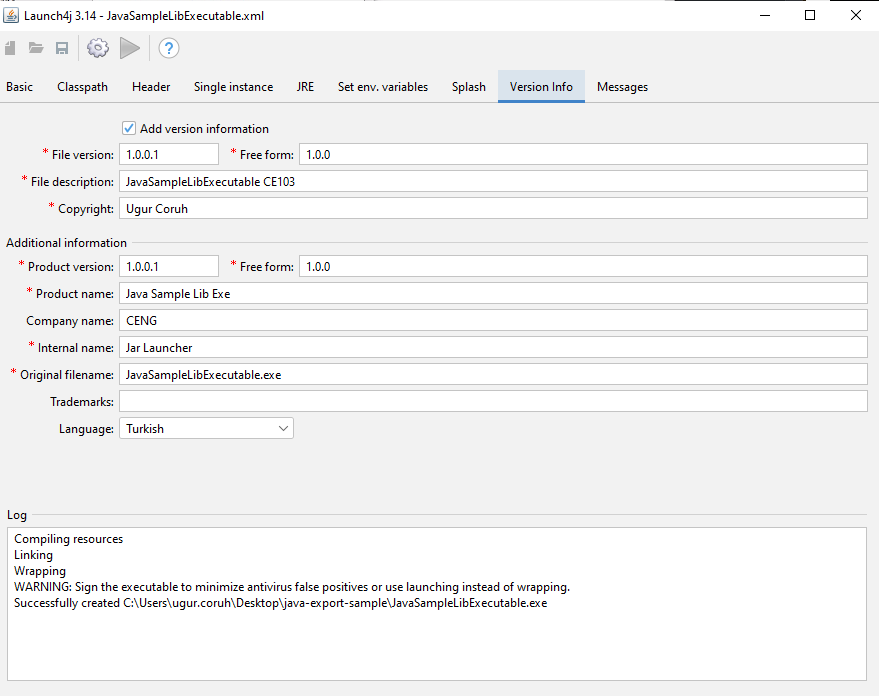 Launch4j 3.14 - JavaSampleLibExecutable.xml
?
Basic Classpath Header Single instance JRE Set env. variables Splash Version Info Messages
Add version information
* File version: 1.0.0.1 * Free form: 1.0.0
* File description: JavaSampleLibExecutable CE103
* Copyright: Ugur Coruh
Additional information
* Product version: 1.0.0.1 * Free form: 1.0.0
* Product name: Java Sample Lib Exe
Company name: CENG
* Internal name: Jar Launcher
* Original filename: JavaSampleLibExecutable.exe
Trademarks:
Language: Turkish
Log
Compiling resources
Linking
Wrapping
WARNING: Sign the executable to minimize antivirus false positives or use launching instead of wrapping.
Successfully created C:\Users\ugur.coruh\Desktop\java-export-sample\JavaSampleLibExecutable.exe